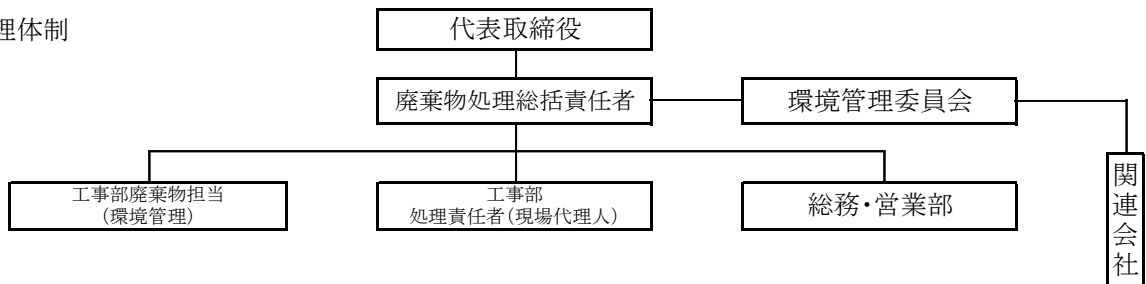 理体制
代表取締役
廃棄物処理総括責任者
環境管理委員会
工事部廃棄物担当
(環境管理)
工事部
処理責任者(現場代理人)
総務・営業部
関連会社